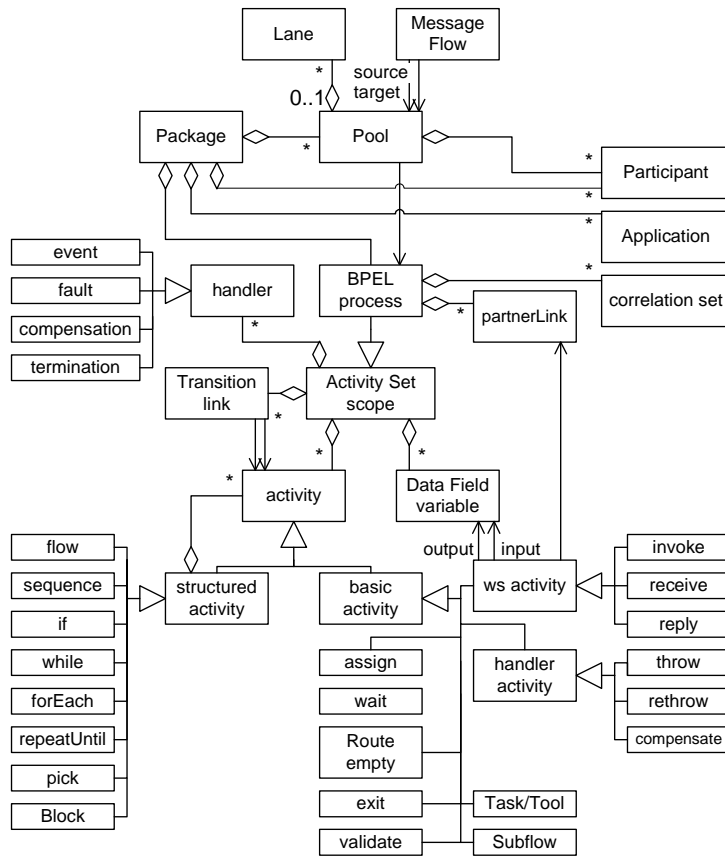 Lane
Message
Flow
*
source
target
0..1
Package
Pool
*
*
Participant
*
*
Application
event
fault
compensation
termination
handler
*
BPEL
process
*
correlation set
*
partnerLink
Transition
link
*
Activity Set
scope
*
*
*
activity
Data Field
variable
output
input
flow
sequence
if
while
forEach
repeatUntil
pick
Block
structured
activity
basic
activity
ws activity
invoke
receive
reply
assign
wait
Route
empty
exit
validate
handler
activity
throw
rethrow
compensate
Task/Tool
Subflow